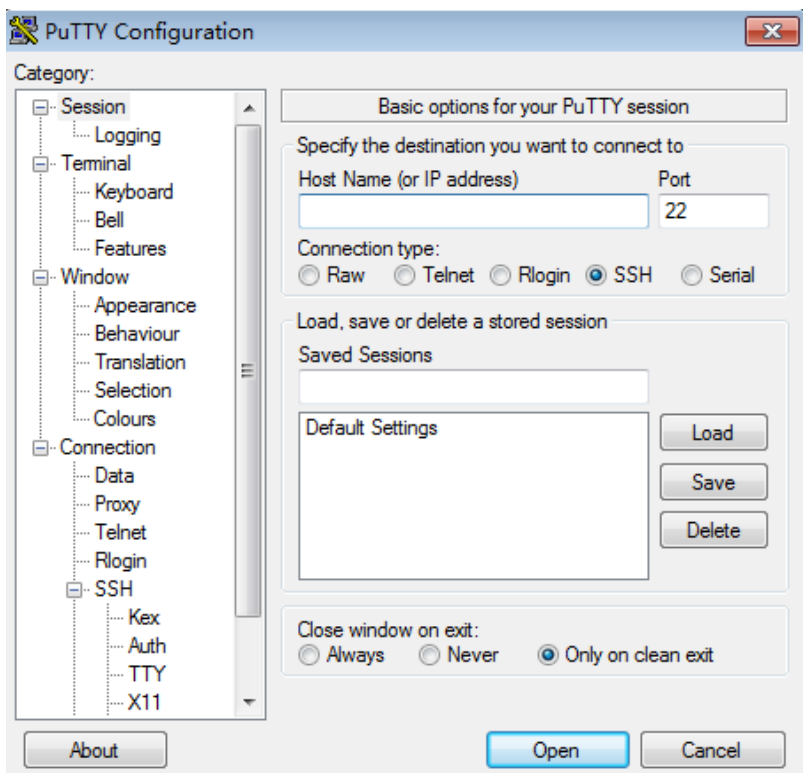 PuTTY Configuration
Category:
Session
Logging
Terminal
Keyboard
Bell
Features
Window
Appearance
Behaviour
Translation
Selection
Colours
Connection
Data
Proxy
Telnet
Rlogin
SSH
Kex
Auth
TTY
X11
Basic options for your PuTTY session
Specify the destination you want to connect to
Host Name (or IP address) Port
22
Connection type:
Raw Telnet Rlogin SSH Serial
Load, save or delete a stored session
Saved Sessions
Default Settings
Load
Save
Delete
Close window on exit:
Always Never Only on clean exit
About Open Cancel